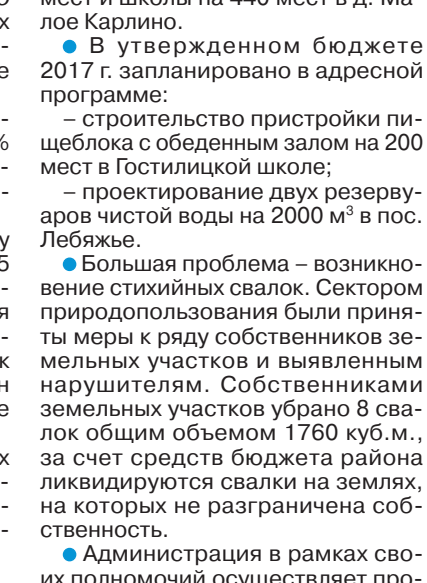 мест и школы на 440 мест в д. Ма-
лое Карлино.
● В утвержденном бюджете
2017 г. запланировано в адресной
программе:
– строительство пристройки пи-
щеблока с обеденным залом на 200
мест в Гостилицкой школе;
– проектирование двух резерву-
аров чистой воды на 2000 м³ в пос.
Лебяжье.
● Большая проблема – возникно-
вение стихийных свалок. Сектором
природопользования были приня-
ты меры к ряду собственников зе-
мельных участков и выявленным
нарушителям. Собственниками
земельных участков убрано 8 сва-
лок общим объемом 1760 куб.м.,
за счет средств бюджета района
ликвидируются свалки на землях,
на которых не разграничена соб-
ственность.
● Администрация в рамках сво-
их полномочий осуществляет про-